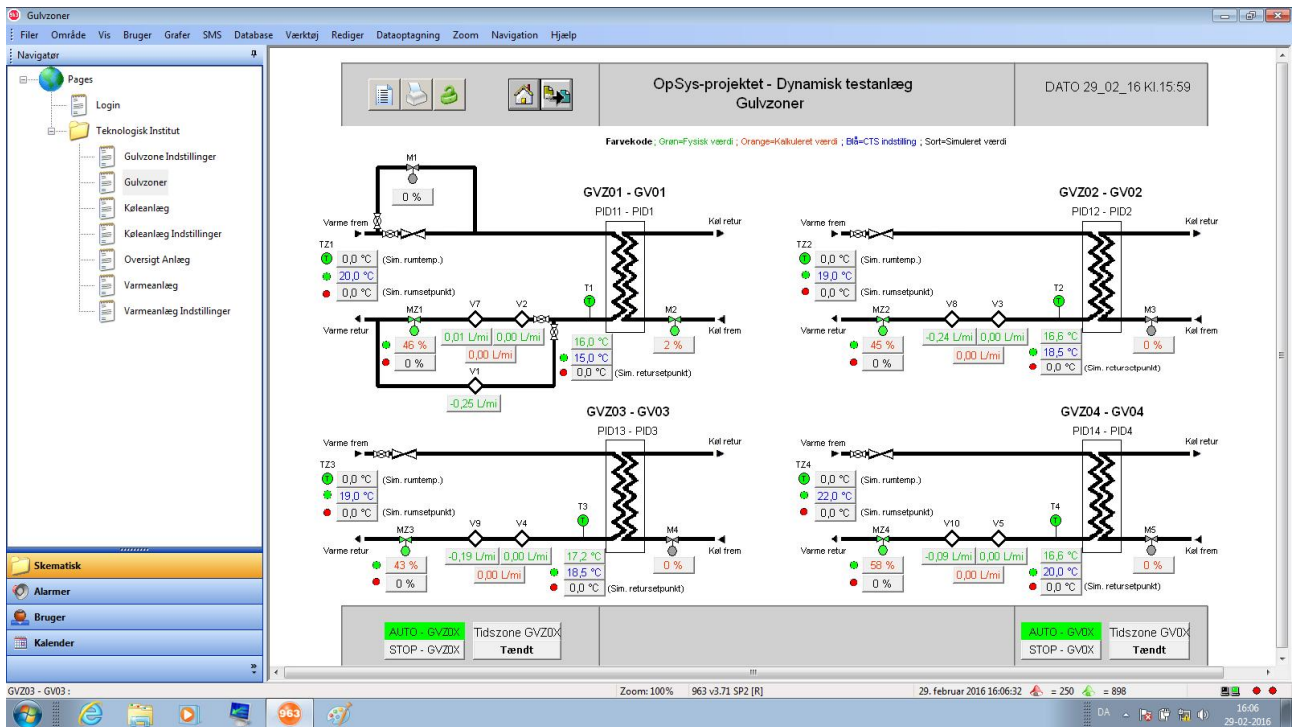 Gulvzoner
Filer Område Vis Bruger Grafer SMS Database Værktøj Rediger Dataoptagning Zoom Navigation Hjælp
Navigatør
Pages
Login
Teknologisk Institut
Gulvzone Indstillinger
Gulvzoner
Køleanlæg
Køleanlæg Indstillinger
Oversigt Anlæg
Varmeanlæg
Varmeanlæg Indstillinger
Skematisk
Alarmer
Bruger
Kalender
OpSys-projektet - Dynamisk testanlæg
Gulvzoner
DATO 29_02_16 Kl.15:59
Farvekode ; Grøn=Fysisk værdi ; Orange=Kalkuleret værdi ; Blå=CTS indstilling ; Sort=Simuleret værdi
M1
0 %
GVZ01 - GV01
PID11 - PID1
Varme frem
Køl retur
TZ1
T
0,0 °C (Sim. rumtemp.)
20,0 °C
0,0 °C (Sim. rumsetpunkt)
T1
T
MZ1 V7 V2 M2
Varme retur
Køl frem
0,01 L/mi 0,00 L/mi
46 %
0,00 L/mi
16,0 °C
2 %
0 %
15,0 °C
0,0 °C (Sim. retursetpunkt)
V1
-0,25 L/mi
GVZ02 - GV02
PID12 - PID2
Varme frem
Køl retur
TZ2
T
0,0 °C (Sim. rumtemp.)
19,0 °C
0,0 °C (Sim. rumsetpunkt)
T2
T
MZ2 V8 V3 M3
Varme retur
Køl frem
-0,24 L/mi 0,00 L/mi 16,6 °C
45 %
0,00 L/mi
18,5 °C
0 %
0 %
0,0 °C (Sim. retursetpunkt)
GVZ03 - GV03
PID13 - PID3
Varme frem
Køl retur
TZ3
T
0,0 °C (Sim. rumtemp.)
19,0 °C
0,0 °C (Sim. rumsetpunkt)
T3
T
MZ3 V9 V4 M4
Varme retur
Køl frem
-0,19 L/mi 0,00 L/mi 17,2 °C
43 %
0,00 L/mi
18,5 °C
0 %
0 %
0,0 °C (Sim. retursetpunkt)
GVZ04 - GV04
PID14 - PID4
Varme frem
Køl retur
TZ4
T
0,0 °C (Sim. rumtemp.)
22,0 °C
0,0 °C (Sim. rumsetpunkt)
T4
T
MZ4 V10 V5 M5
Varme retur
Køl frem
-0,09 L/mi 0,00 L/mi 16,6 °C
58 %
0,00 L/mi
20,0 °C
0 %
0 %
0,0 °C (Sim. retursetpunkt)
AUTO - GVZ0X Tidszone GVZ0X
STOP - GVZ0X Tændt
AUTO - GV0X Tidszone GV0X
STOP - GV0X Tændt
GVZ03 - GV03 :
Zoom: 100% 963 v3.71 SP2 [R] 29. februar 2016 16:06:32 = 250 = 898
963
DA
16:06
29-02-2016